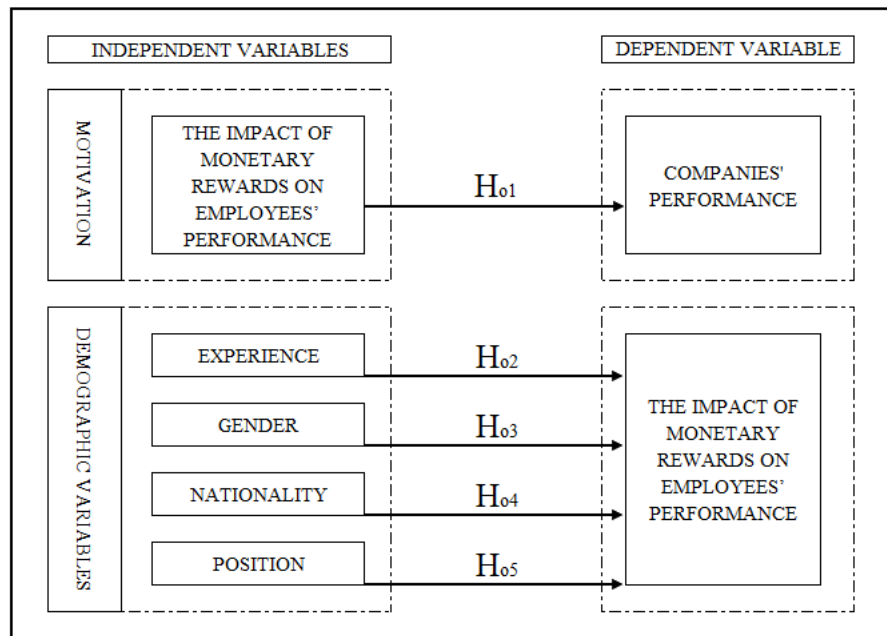 INDEPENDENT VARIABLES
DEPENDENT VARIABLE
MOTIVATION
THE IMPACT OF
MONETARY
REWARDS ON
EMPLOYEES’
PERFORMANCE
Ho1
COMPANIES'
PERFORMANCE
DEMOGRAPHIC VARIABLES
EXPERIENCE
Ho2
GENDER
Ho3
NATIONALITY
Ho4
POSITION
Ho5
THE IMPACT OF
MONETARY
REWARDS ON
EMPLOYEES’
PERFORMANCE